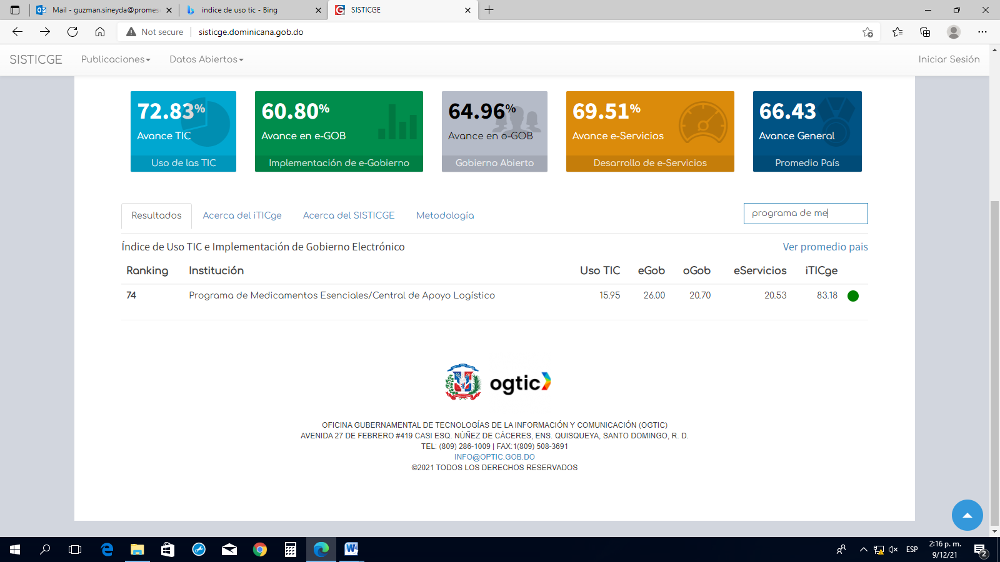 Mail - guzman.sineyda@promes
indice de uso tic - Bing
SISTICGE
Not secure
sisticge.dominicana.gob.do
SISTICGE
Publicaciones
Datos Abiertos
Iniciar Sesión
72.83%
Avance TIC
Uso de las TIC
60.80%
Avance en e-GOB
Implementación de e-Gobierno
64.96%
Avance en o-GOB
Gobierno Abierto
69.51%
Avance e-Servicios
Desarrollo de e-Servicios
66.43
Avance General
Promedio País
Resultados
Acerca del iTICge
Acerca del SISTICGE
Metodología
programa de me
Índice de Uso TIC e Implementación de Gobierno Electrónico
Ver promedio pais
Ranking Institución Uso TIC eGob oGob eServicios iTICge
74 Programa de Medicamentos Esenciales/Central de Apoyo Logístico 15.95 26.00 20.70 20.53 83.18
ogtic
OFICINA GUBERNAMENTAL DE TECNOLOGÍAS DE LA INFORMACIÓN Y COMUNICACIÓN (OGTIC)
AVENIDA 27 DE FEBRERO #419 CASI ESQ. NÚÑEZ DE CÁCERES, ENS. QUISQUEYA, SANTO DOMINGO, R. D.
TEL: (809) 286-1009 | FAX:1(809) 508-3691
INFO@OPTIC.GOB.DO
©2021 TODOS LOS DERECHOS RESERVADOS
ESP
2:16 p. m.
9/12/21
2